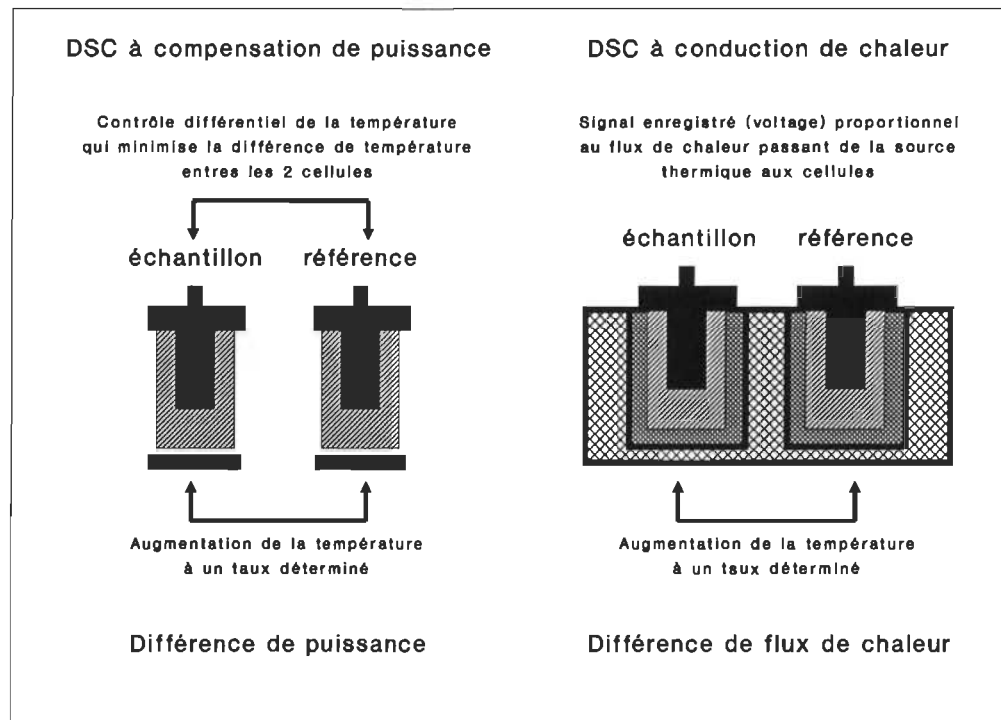 DSC à compensation de puissance
Contrôle différentiel de la température
qui minimise la différence de température
entres les 2 cellules
échantillon référence
Augmentation de la température
à un taux déterminé
Différence de puissance
DSC à conduction de chaleur
Signal enregistré (voltage) proportionnel
au flux de chaleur passant de la source
thermique aux cellules
échantillon référence
Augmentation de la température
à un taux déterminé
Différence de flux de chaleur